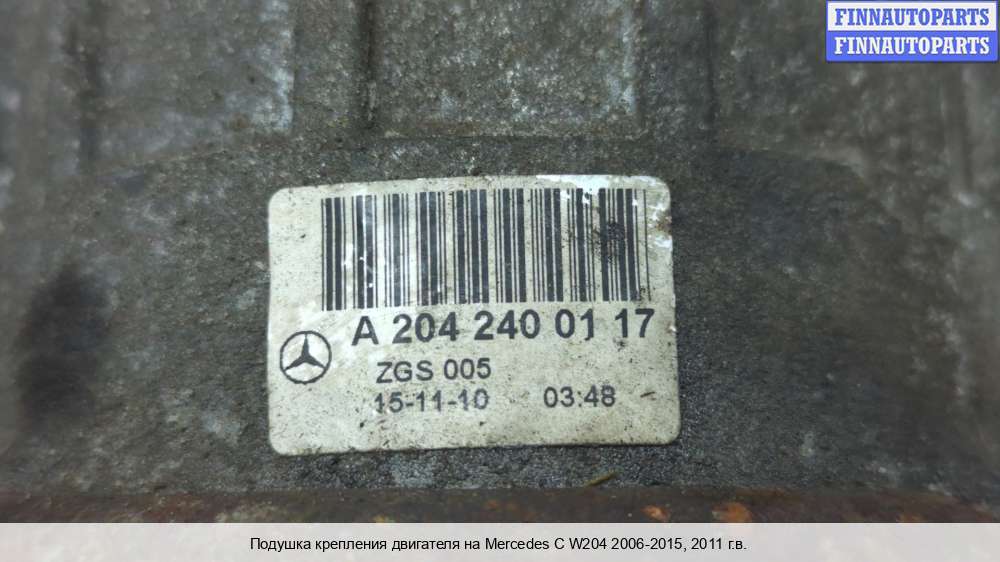 FINNAUTOPARTS
FINNAUTOPARTS
A 204 240 01 17
ZGS 005
15-11-10 03:48
Подушка крепления двигателя на Mercedes C W204 2006-2015, 2011 г.в.